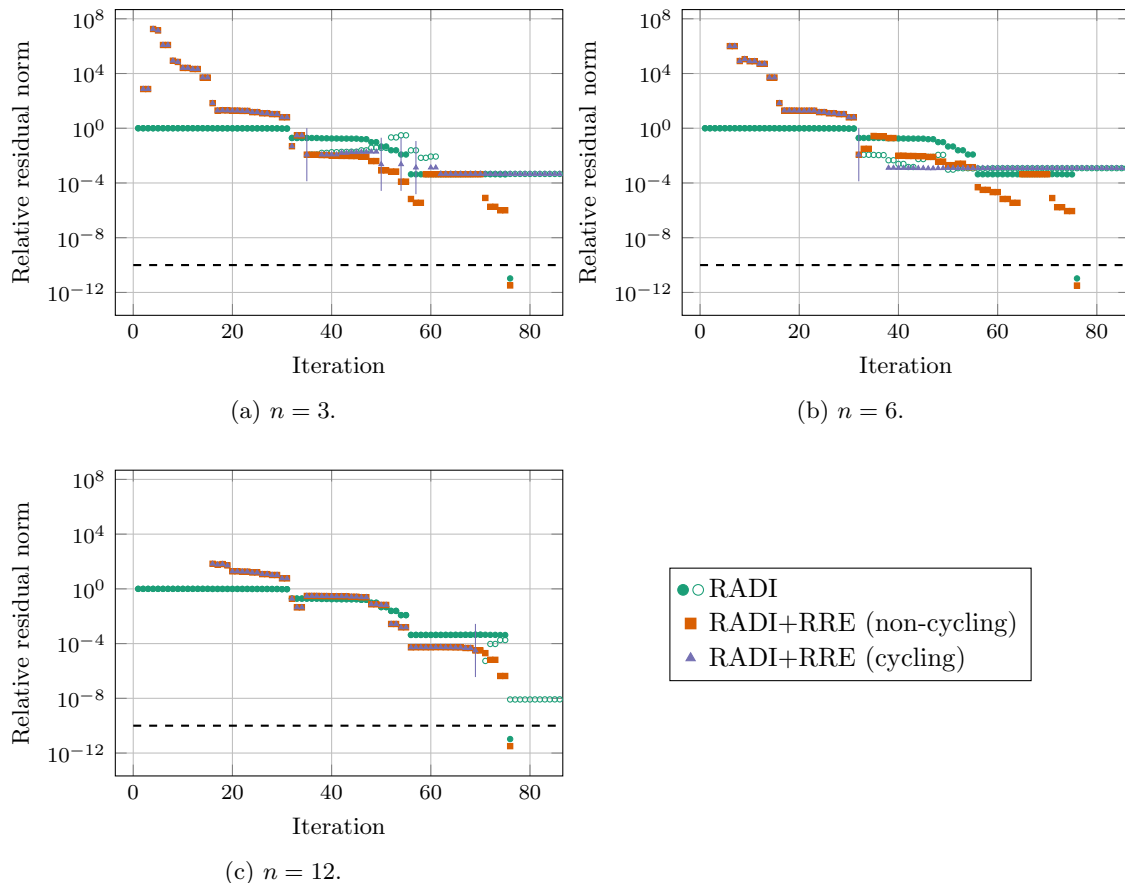 Relative residual norm
10^8
10^4
10^0
10^−4
10^−8
10^−12
0 20 40 60 80
Iteration
(a) n = 3.
Relative residual norm
10^8
10^4
10^0
10^−4
10^−8
10^−12
0 20 40 60 80
Iteration
(b) n = 6.
Relative residual norm
10^8
10^4
10^0
10^−4
10^−8
10^−12
0 20 40 60 80
Iteration
(c) n = 12.
RADI
RADI+RRE (non-cycling)
RADI+RRE (cycling)